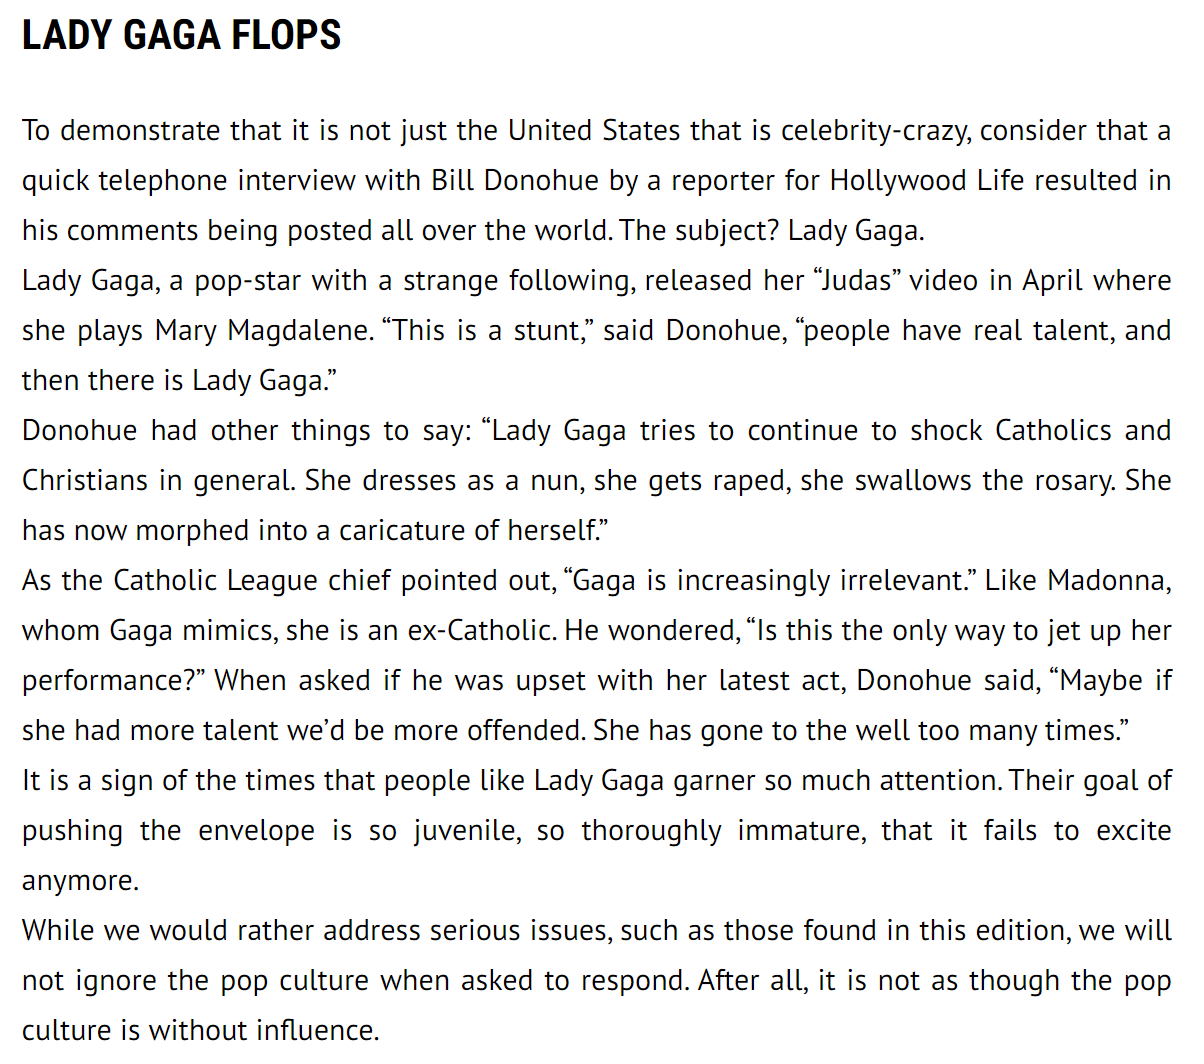 LADY GAGA FLOPS
To demonstrate that it is not just the United States that is celebrity-crazy, consider that a
quick telephone interview with Bill Donohue by a reporter for Hollywood Life resulted in
his comments being posted all over the world. The subject? Lady Gaga.
Lady Gaga, a pop-star with a strange following, released her “Judas” video in April where
she plays Mary Magdalene. “This is a stunt,” said Donohue, “people have real talent, and
then there is Lady Gaga.”
Donohue had other things to say: “Lady Gaga tries to continue to shock Catholics and
Christians in general. She dresses as a nun, she gets raped, she swallows the rosary. She
has now morphed into a caricature of herself.”
As the Catholic League chief pointed out, “Gaga is increasingly irrelevant.” Like Madonna,
whom Gaga mimics, she is an ex-Catholic. He wondered, “Is this the only way to jet up her
performance?” When asked if he was upset with her latest act, Donohue said, “Maybe if
she had more talent we’d be more offended. She has gone to the well too many times.”
It is a sign of the times that people like Lady Gaga garner so much attention. Their goal of
pushing the envelope is so juvenile, so thoroughly immature, that it fails to excite
anymore.
While we would rather address serious issues, such as those found in this edition, we will
not ignore the pop culture when asked to respond. After all, it is not as though the pop
culture is without influence.